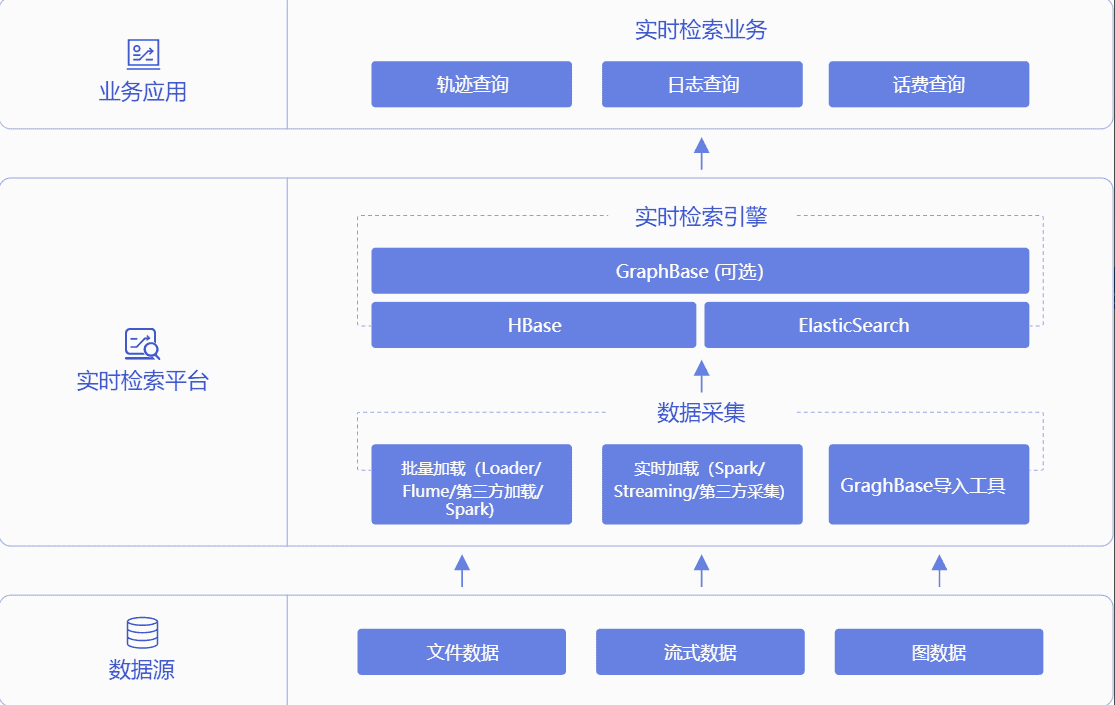 业务应用
实时检索业务
轨迹查询
日志查询
话费查询
实时检索平台
实时检索引擎
GraphBase (可选)
HBase
ElasticSearch
数据采集
批量加载（Loader/
Flume/第三方加载/
Spark)
实时加载（Spark/
Streaming/第三方采集)
GraghBase导入工具
数据源
文件数据
流式数据
图数据